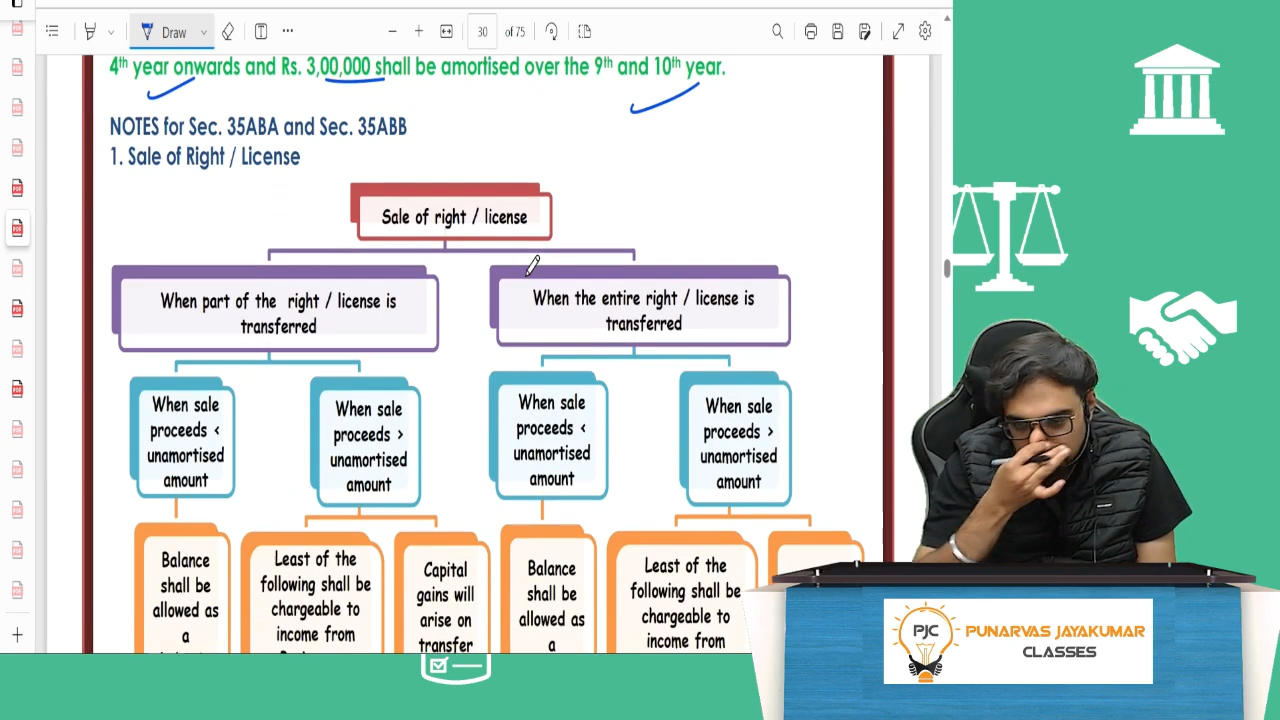 Draw
30
of 75
4th year onwards and Rs. 3,00,000 shall be amortised over the 9th and 10th year.
NOTES for Sec. 35ABA and Sec. 35ABB
1. Sale of Right / License
Sale of right / license
When part of the right / license is
transferred
When the entire right / license is
transferred
When sale
proceeds <
unamortised
amount
When sale
proceeds >
unamortised
amount
When sale
proceeds <
unamortised
amount
When sale
proceeds >
unamortised
amount
Balance
shall be
allowed as
a
Least of the
following shall be
chargeable to
income from
Capital
gains will
arise on
transfer
Balance
shall be
allowed as
a
Least of the
following shall be
chargeable to
income from
PJC
PUNARVAS JAYAKUMAR
CLASSES